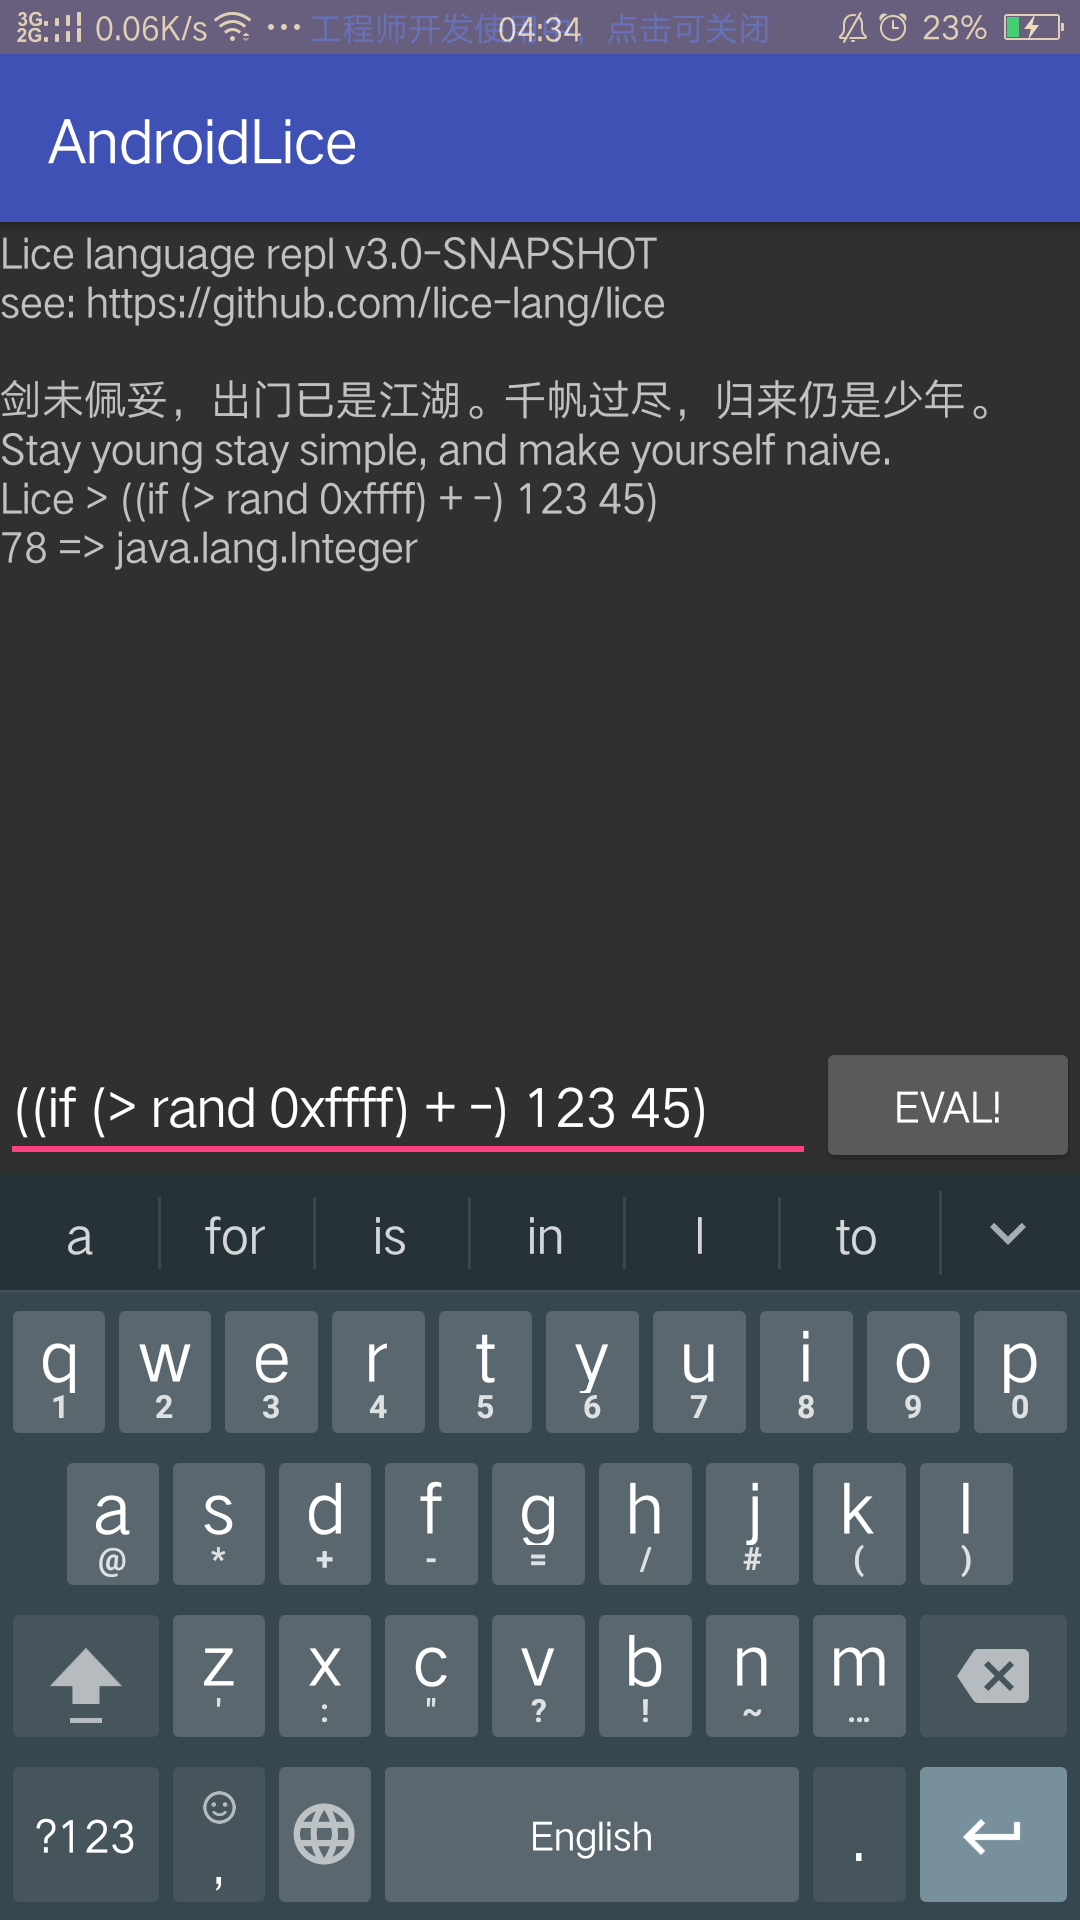 3G 2G 0.06K/s ... 工程师开发使 04:34 , 点击可关闭 23%
AndroidLice
Lice language repl v3.0-SNAPSHOT
see: https://github.com/lice-lang/lice
剑未佩妥，出门已是江湖。千帆过尽，归来仍是少年。
Stay young stay simple, and make yourself naive.
Lice > ((if (> rand 0xffff) + -) 123 45)
78 => java.lang.Integer
((if (> rand 0xffff) + -) 123 45)
EVAL!
a for is in I to
q w e r t y u i o p
1 2 3 4 5 6 7 8 9 0
a s d f g h j k l
@ * + - = / # ( )
z x c v b n m
' : " ? ! ~ ...
?123 , English .